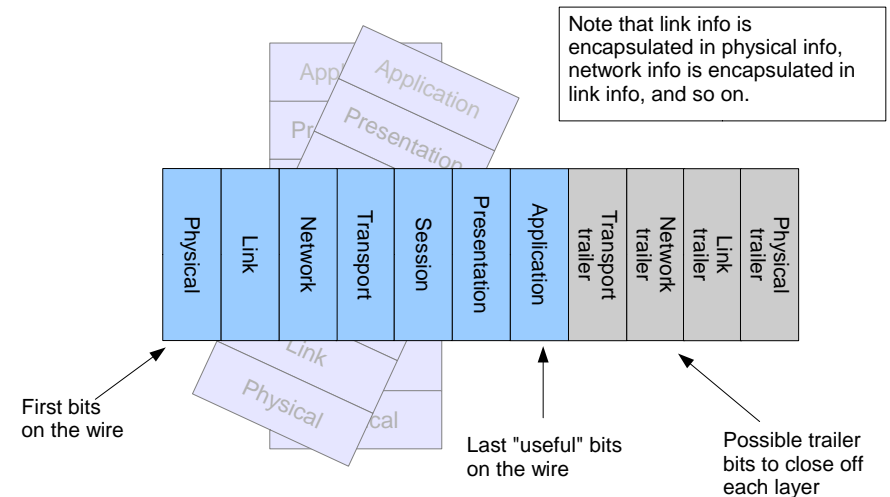 Note that link info is
encapsulated in physical info,
network info is encapsulated in
link info, and so on.
App
Application
Pr
Presentation
Physical
Link
Network
Transport
Session
Presentation
Application
Transport
trailer
Network
trailer
Link
trailer
Physical
trailer
Link
Physical
cal
First bits
on the wire
Last "useful" bits
on the wire
Possible trailer
bits to close off
each layer